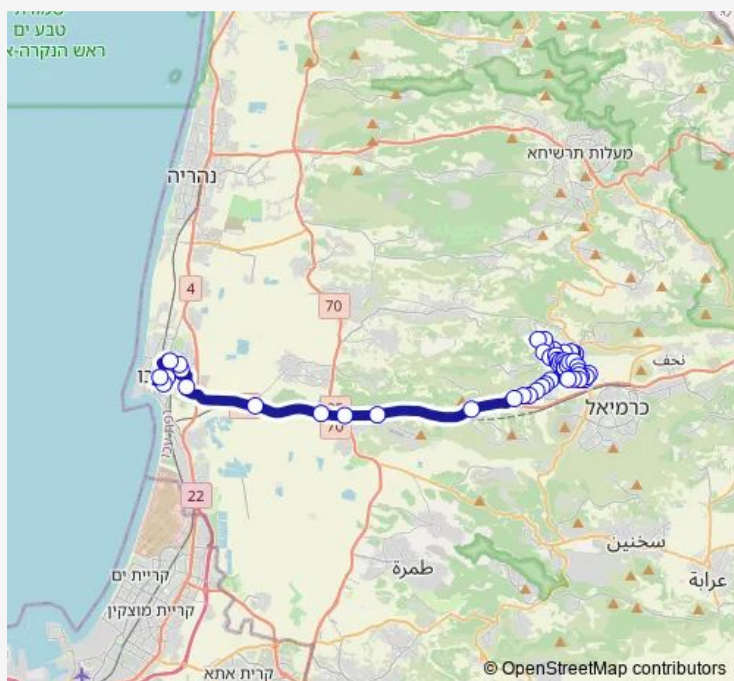 טבע ים
ראש הנקרה-א
מעלות תרשיחא
נהריה
4
70
נחף
כרמיאל
70
22
סחנין
קריית ים
טמרה
עראבה
קריית מוצקין
קרית אתא
© OpenStreetMap contributors